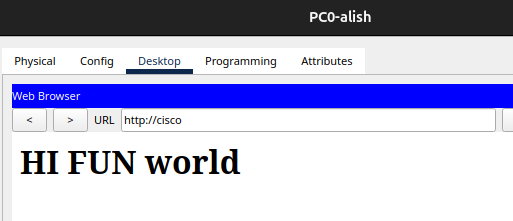 PC0-alish
Physical Config Desktop Programming Attributes
Web Browser
< > URL http://cisco
HI FUN world